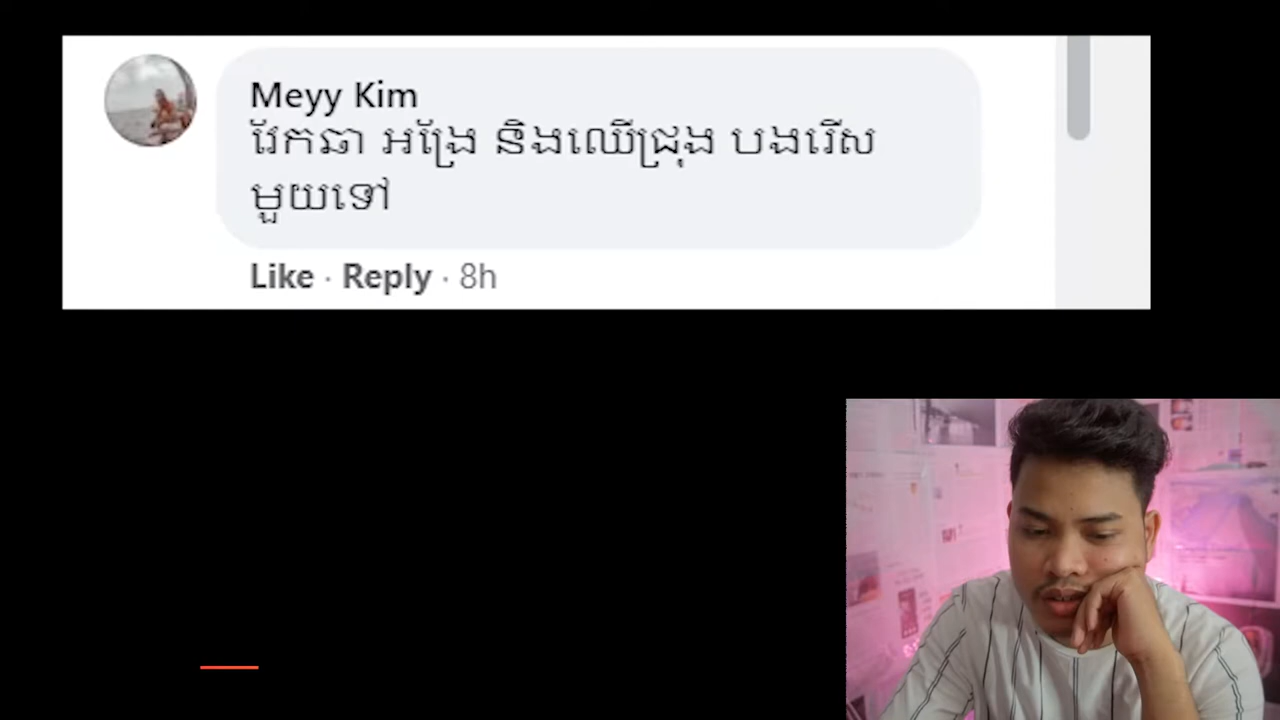 Meyy Kim
វែកឆា អង្រែ និងឈើជ្រុង បងរើស
មួយទៅ
Like · Reply · 8h